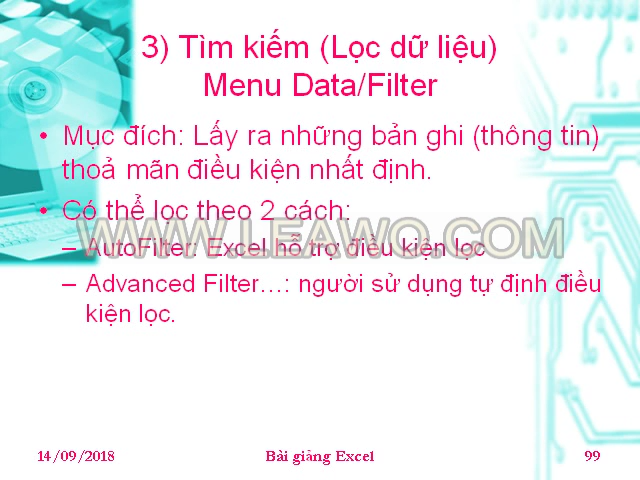 3) Tìm kiếm (Lọc dữ liệu)
Menu Data/Filter
• Mục đích: Lấy ra những bản ghi (thông tin)
thoả mãn điều kiện nhất định.
• Có thể lọc theo 2 cách:
WWW.LEAWO.COM
– AutoFilter: Excel hỗ trợ điều kiện lọc
– Advanced Filter…: người sử dụng tự định điều
kiện lọc.
14/09/2018 Bài giảng Excel 99